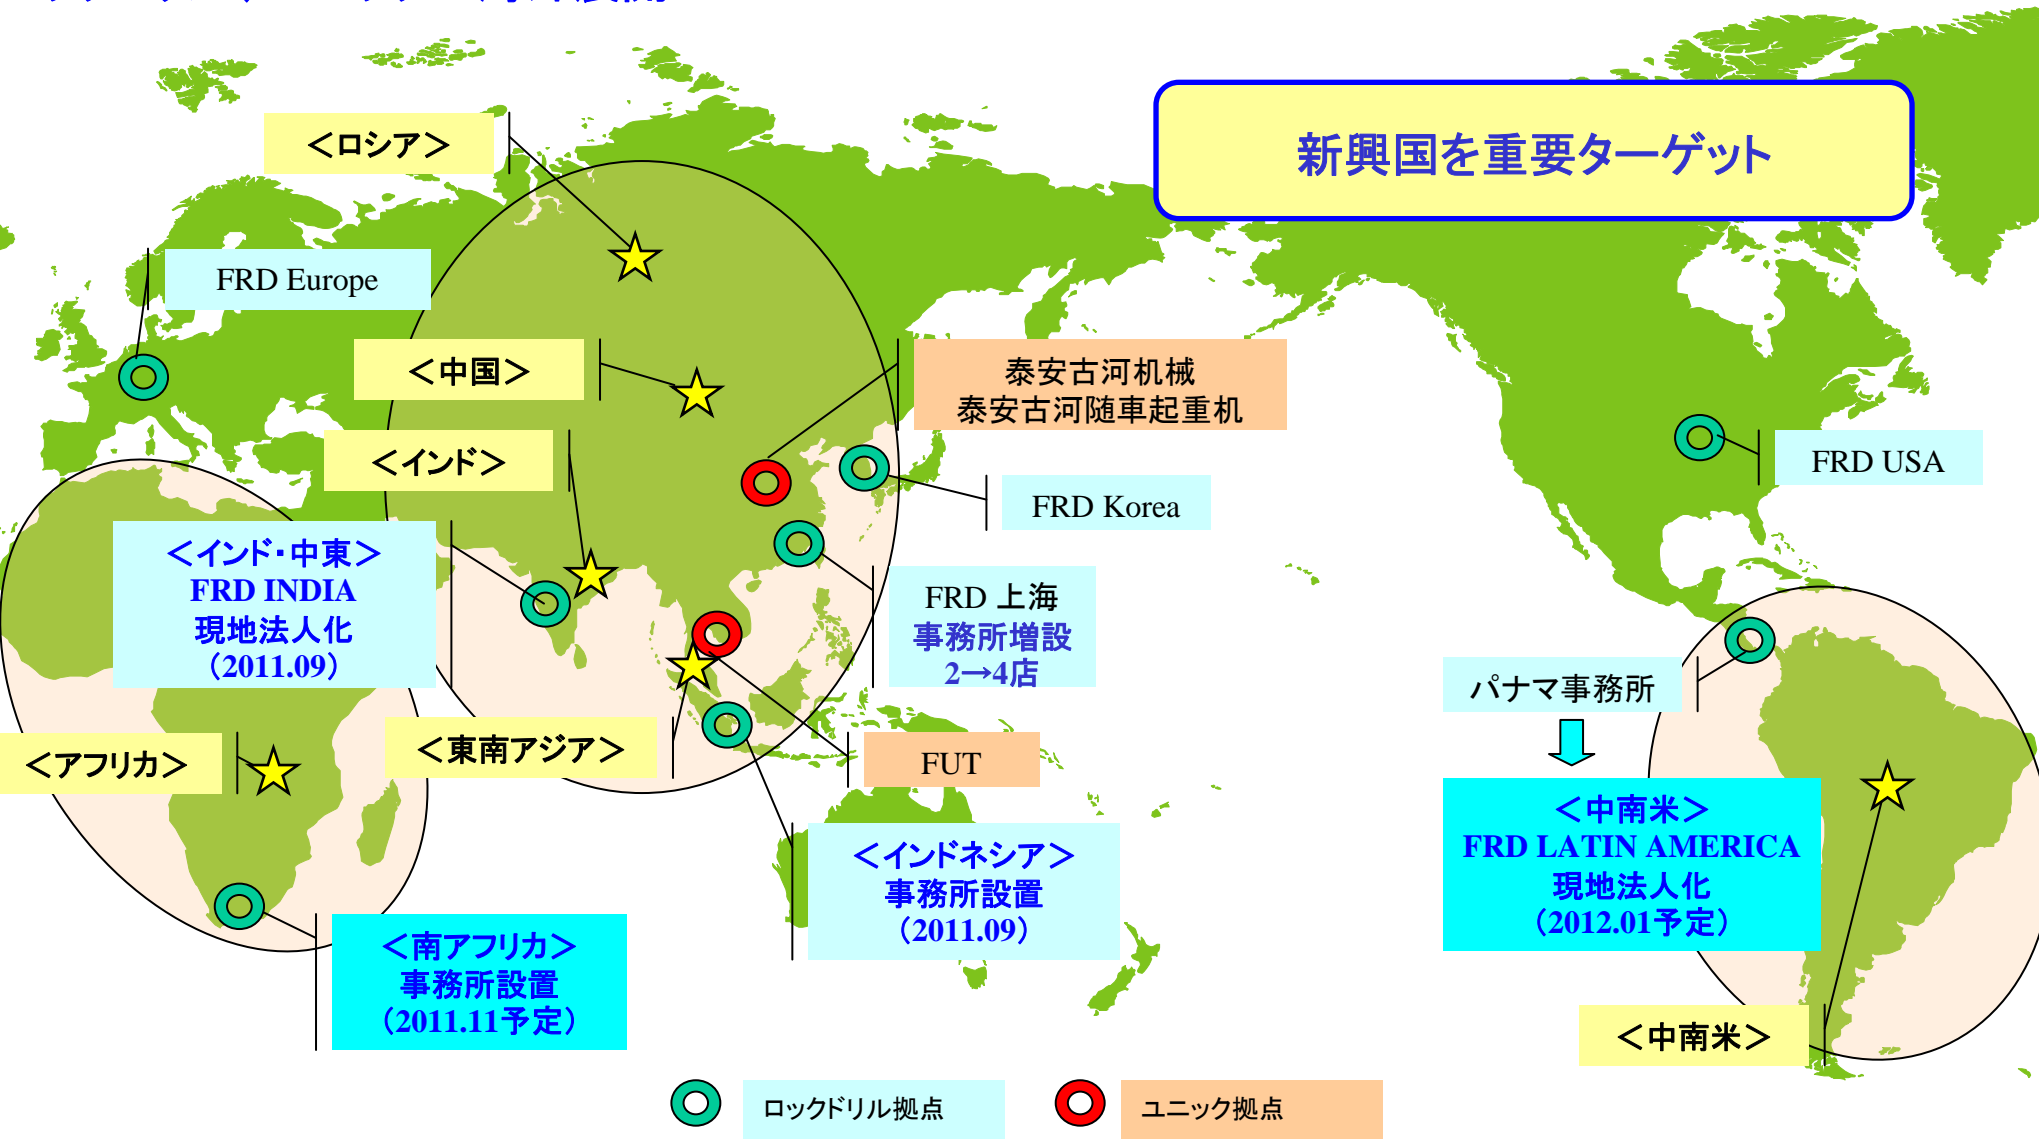 新興国を重要ターゲット
＜ロシア＞
FRD Europe
＜中国＞
泰安古河机械
泰安古河随車起重机
＜インド＞
FRD USA
FRD Korea
＜インド・中東＞
FRD INDIA
現地法人化
（2011.09）
FRD 上海
事務所増設
2→4店
パナマ事務所
＜アフリカ＞
＜東南アジア＞
FUT
＜中南米＞
FRD LATIN AMERICA
現地法人化
（2012.01予定）
＜インドネシア＞
事務所設置
（2011.09）
＜南アフリカ＞
事務所設置
（2011.11予定）
＜中南米＞
ロックドリル拠点
ユニック拠点